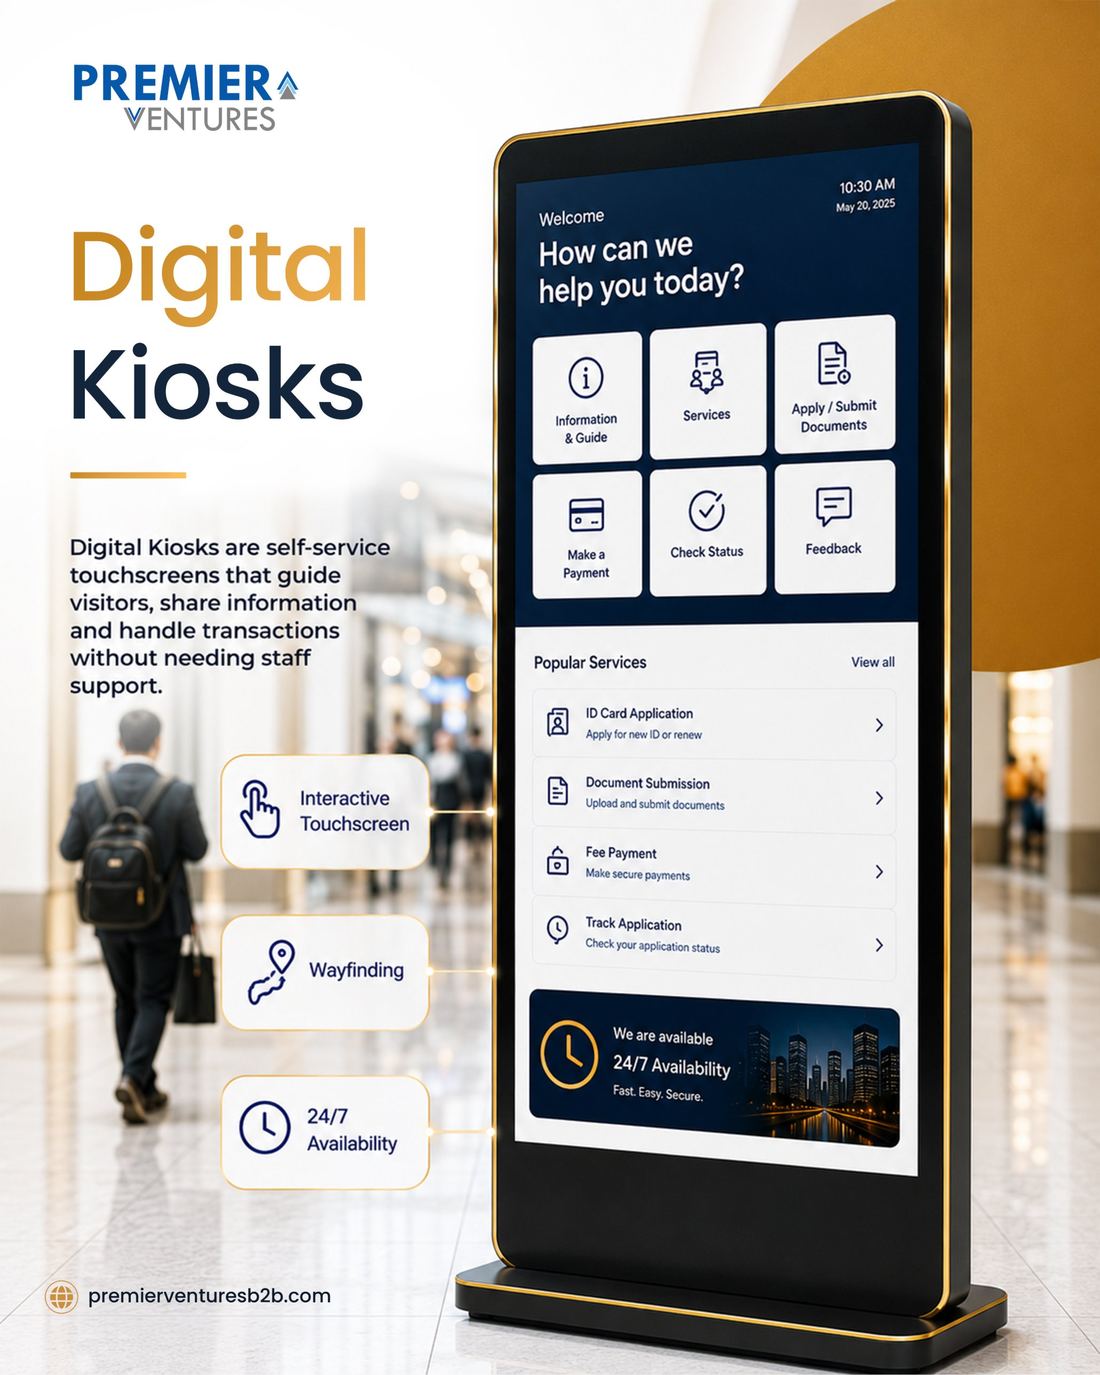 PREMIER
VENTURES
Digital
Kiosks
Digital Kiosks are self-service
touchscreens that guide
visitors, share information
and handle transactions
without needing staff
support.
Interactive
Touchscreen
Wayfinding
24/7
Availability
premierventuresb2b.com
10:30 AM
May 20, 2025
Welcome
How can we
help you today?
Information
& Guide
Services
Apply / Submit
Documents
Make a
Payment
Check Status
Feedback
Popular Services
View all
ID Card Application
Apply for new ID or renew
Document Submission
Upload and submit documents
Fee Payment
Make secure payments
Track Application
Check your application status
We are available
24/7 Availability
Fast. Easy. Secure.